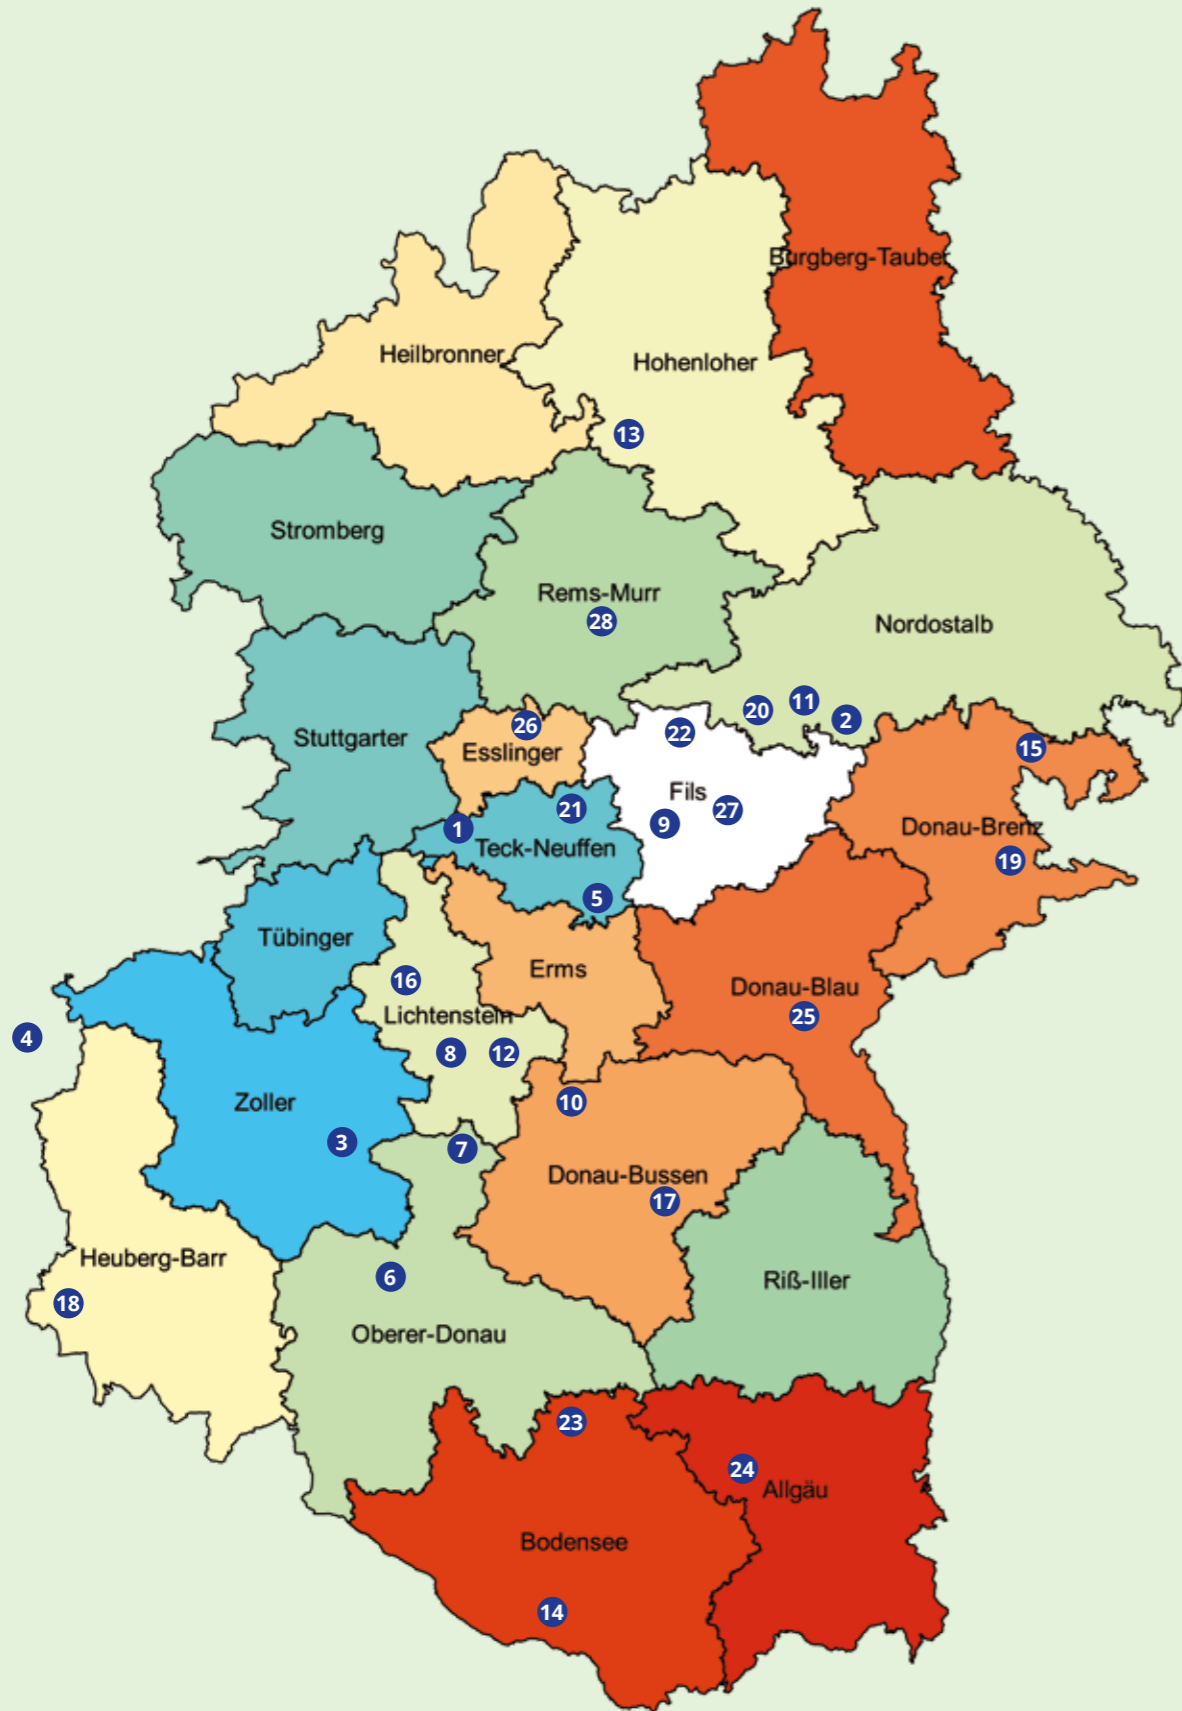 Burgberg-Tauber
Heilbronner
Hohenloher
13
Stromberg
Rems-Murr
28
Nordostalb
20
11
2
26
22
15
Stuttgarter
Esslinger
Fils
21
9
27
1
Teck-Neuffen
Donau-Brenz
19
5
Tübinger
16
Erms
Donau-Blau
25
4
Lichtenstein
8
12
Zoller
10
3
7
Donau-Bussen
17
Heuberg-Barr
6
Riß-Iller
18
Oberer-Donau
23
24
Allgäu
Bodensee
14